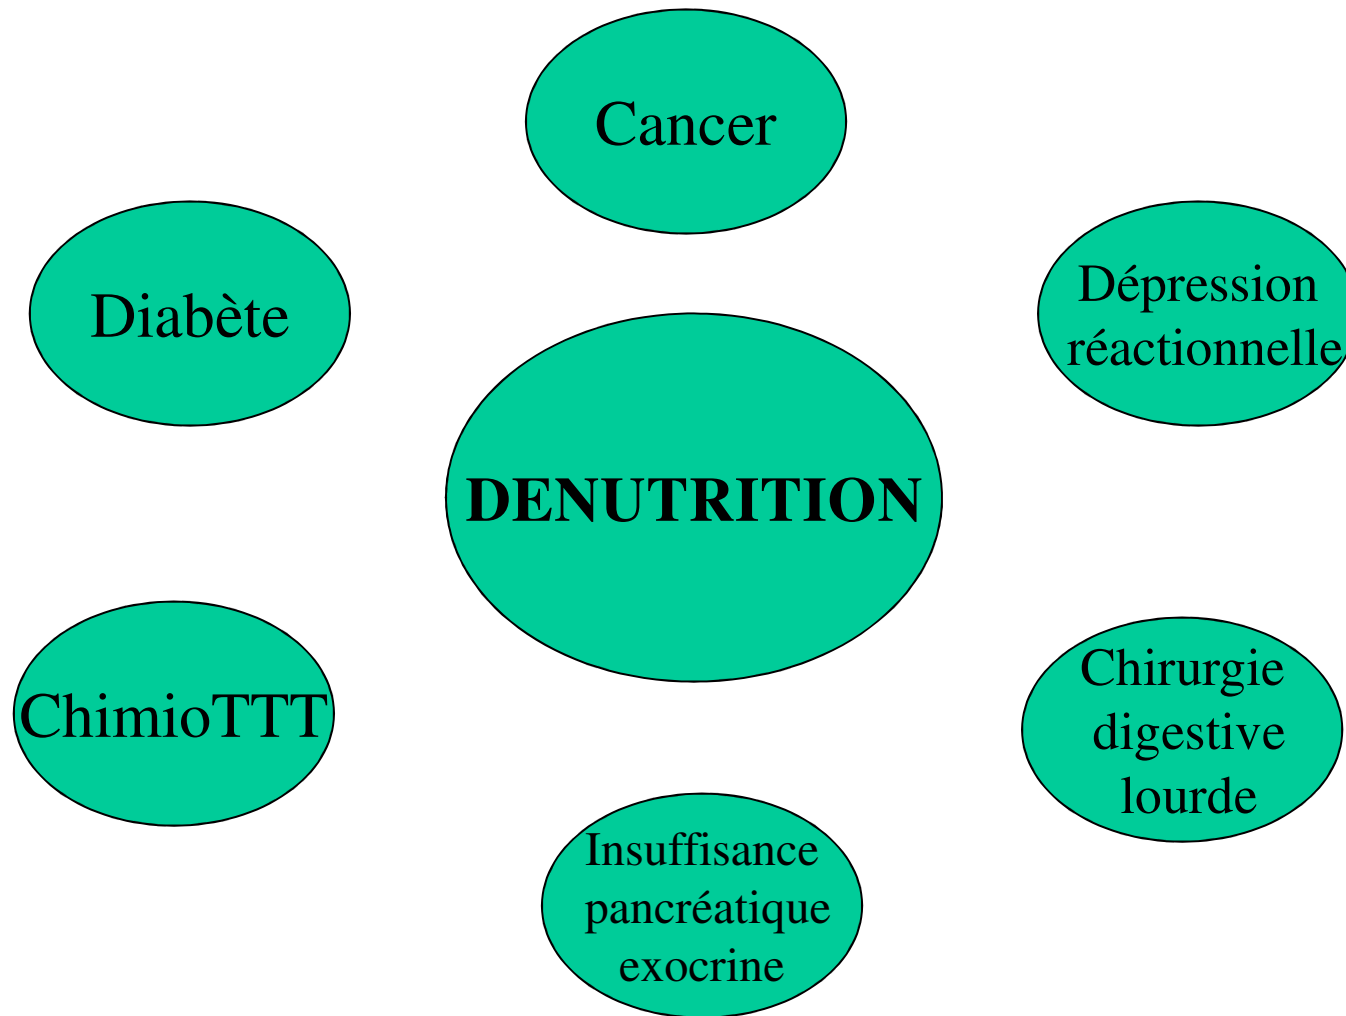 Cancer
Diabète
Dépression
réactionnelle
DENUTRITION
ChimioTTT
Chirurgie
digestive
lourde
Insuffisance
pancréatique
exocrine